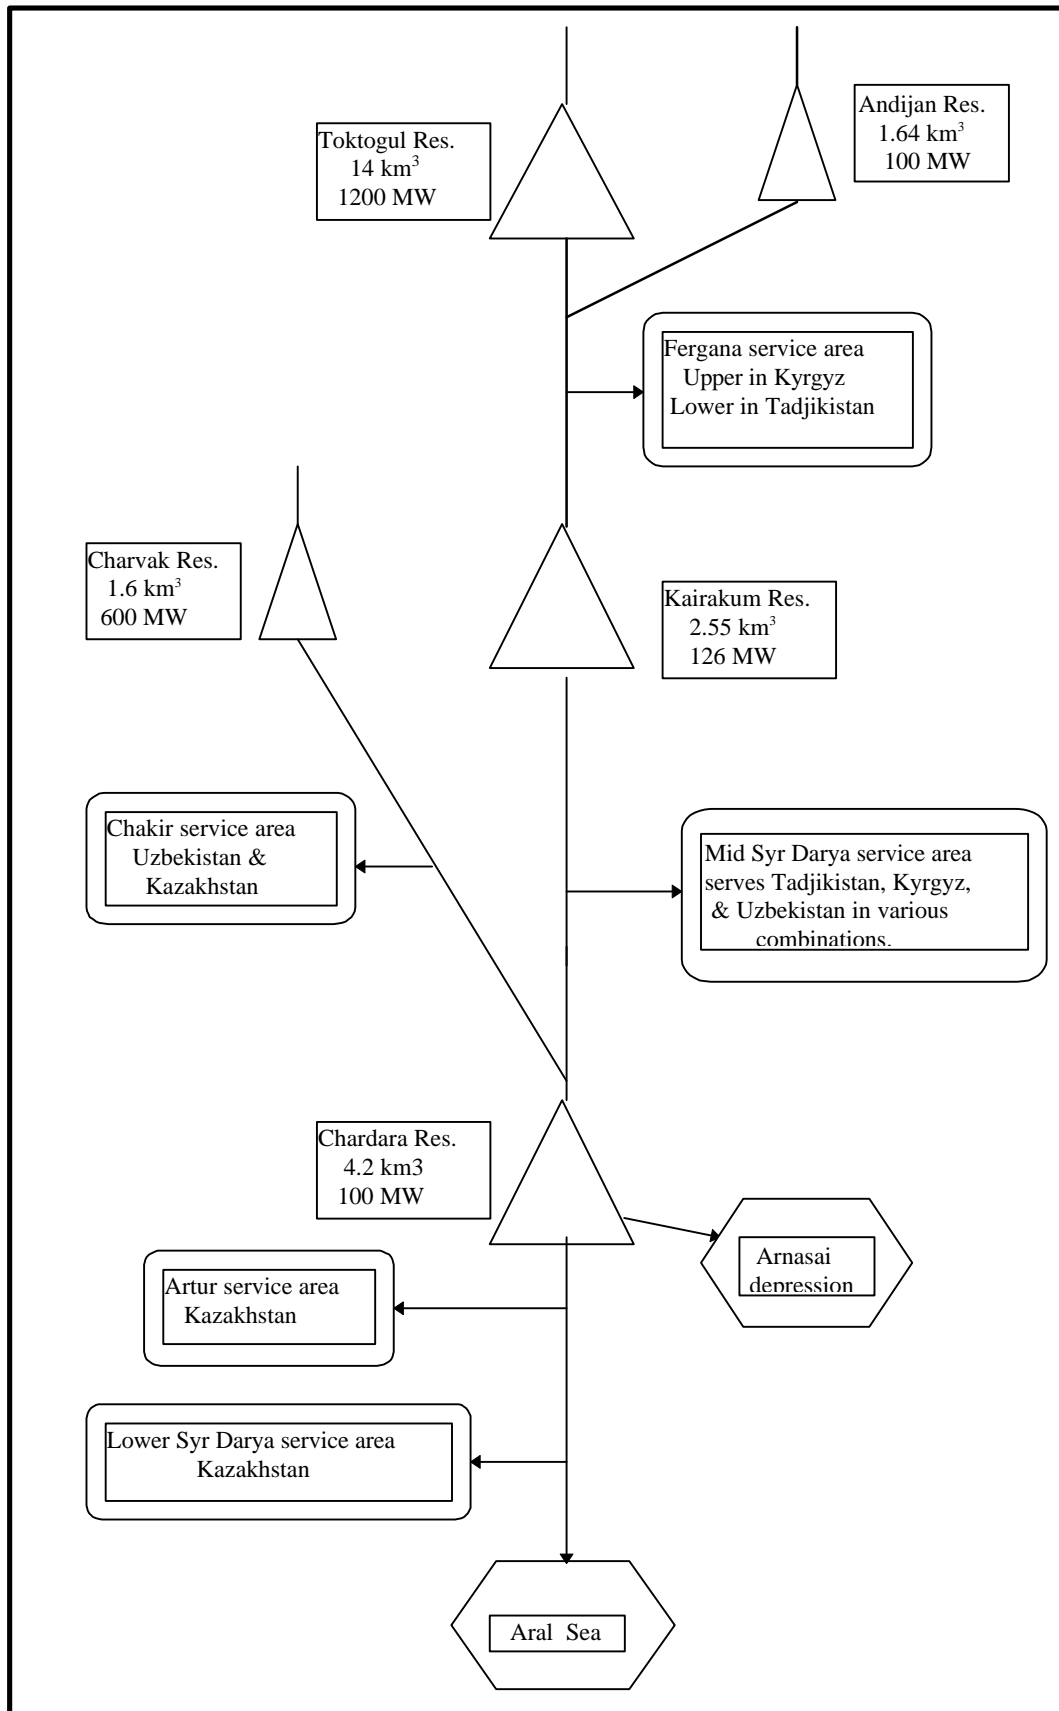 Toktogul Res.
14 km³
1200 MW
Andijan Res.
1.64 km³
100 MW
Fergana service area
Upper in Kyrgyz
Lower in Tadjikistan
Charvak Res.
1.6 km³
600 MW
Kairakum Res.
2.55 km³
126 MW
Chakir service area
Uzbekistan &
Kazakhstan
Mid Syr Darya service area
serves Tadjikistan, Kyrgyz,
& Uzbekistan in various
combinations.
Chardara Res.
4.2 km3
100 MW
Arnasai
depression
Artur service area
Kazakhstan
Lower Syr Darya service area
Kazakhstan
Aral Sea